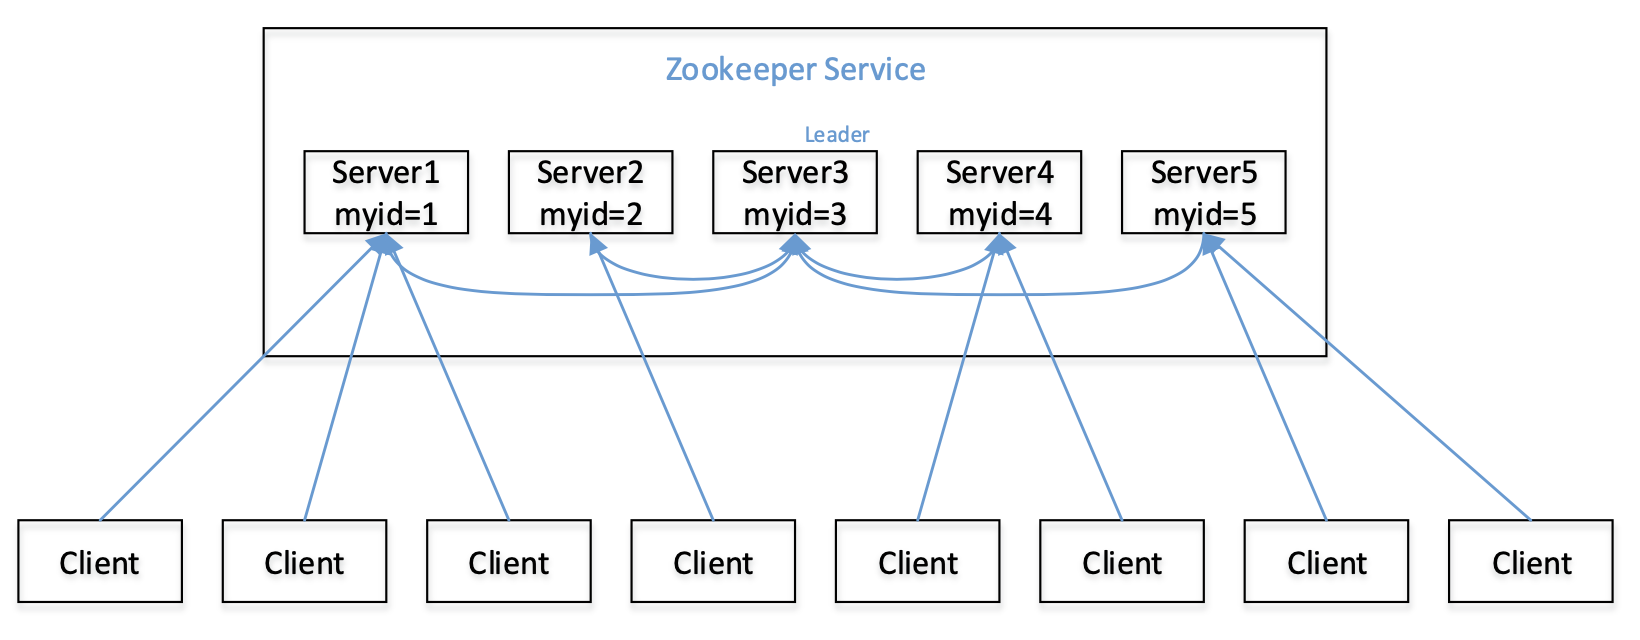 Zookeeper Service
Leader
Server1
myid=1
Server2
myid=2
Server3
myid=3
Server4
myid=4
Server5
myid=5
Client
Client
Client
Client
Client
Client
Client
Client